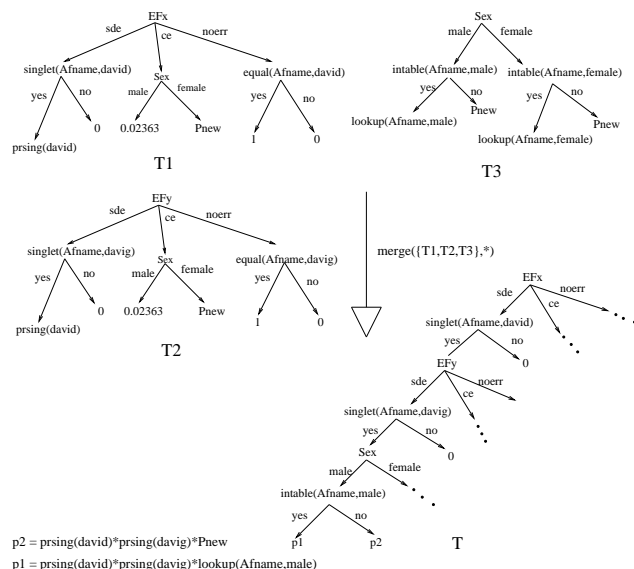 EFx
sde
ce
noerr
singlet(Afname,david)
Sex
equal(Afname,david)
yes
no
male
female
yes
no
prsing(david)
0
0.02363
Pnew
1
0
T1
Sex
male
female
intable(Afname,male)
intable(Afname,female)
yes
no
yes
no
lookup(Afname,male)
Pnew
lookup(Afname,female)
Pnew
T3
EFy
sde
ce
noerr
singlet(Afname,davig)
Sex
equal(Afname,davig)
yes
no
male
female
yes
no
prsing(david)
0
0.02363
Pnew
1
0
T2
merge({T1,T2,T3},*)
EFx
sde
ce
noerr
singlet(Afname,david)
yes
no
EFy
0
sde
ce
noerr
singlet(Afname,davig)
yes
no
Sex
0
male
female
intable(Afname,male)
yes
no
p1
p2
T
p2 = prsing(david)*prsing(davig)*Pnew
p1 = prsing(david)*prsing(davig)*lookup(Afname,male)